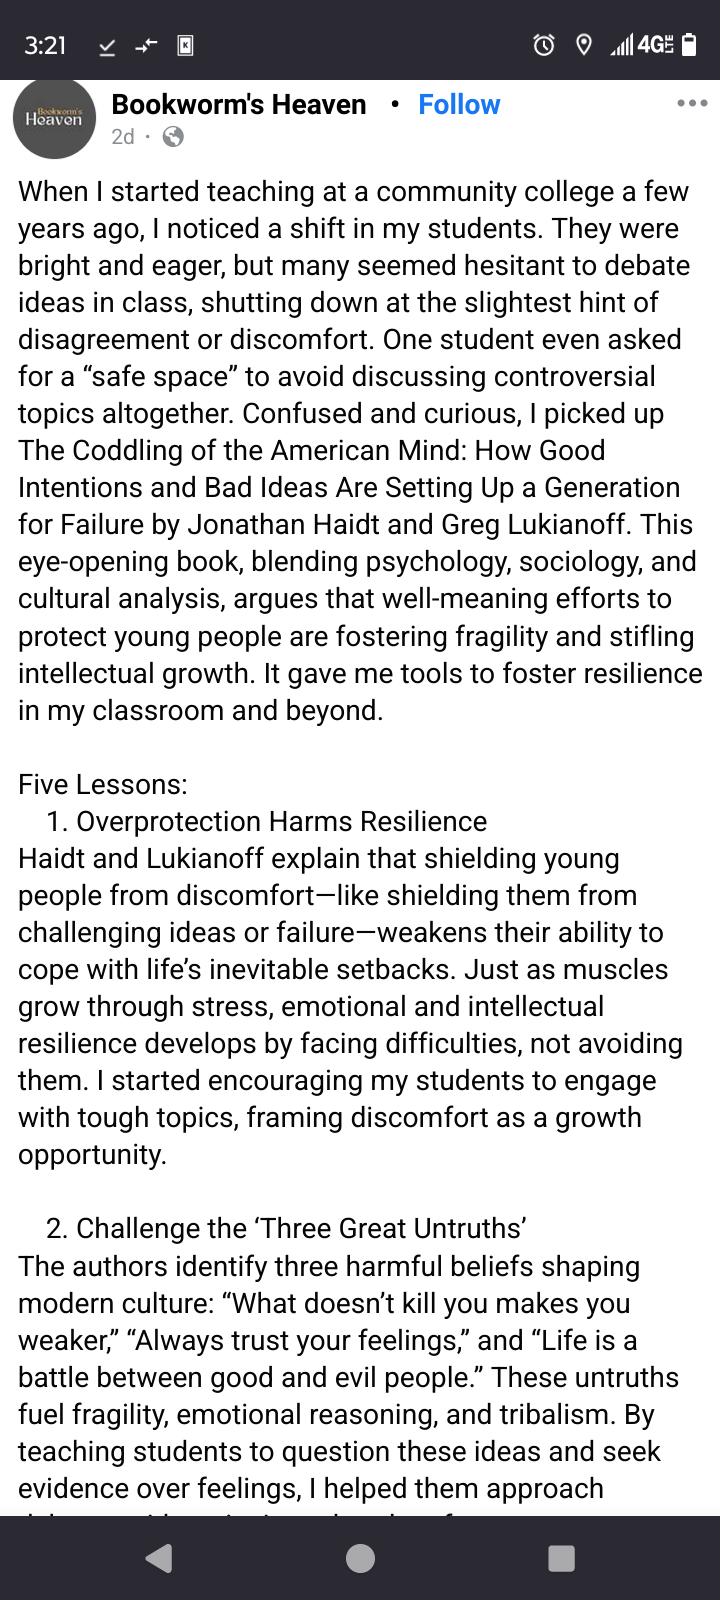 3:21
4G LTE
Bookworm's
Heaven
Bookworm's Heaven • Follow
2d ·
When I started teaching at a community college a few
years ago, I noticed a shift in my students. They were
bright and eager, but many seemed hesitant to debate
ideas in class, shutting down at the slightest hint of
disagreement or discomfort. One student even asked
for a “safe space” to avoid discussing controversial
topics altogether. Confused and curious, I picked up
The Coddling of the American Mind: How Good
Intentions and Bad Ideas Are Setting Up a Generation
for Failure by Jonathan Haidt and Greg Lukianoff. This
eye-opening book, blending psychology, sociology, and
cultural analysis, argues that well-meaning efforts to
protect young people are fostering fragility and stifling
intellectual growth. It gave me tools to foster resilience
in my classroom and beyond.
Five Lessons:
1. Overprotection Harms Resilience
Haidt and Lukianoff explain that shielding young
people from discomfort—like shielding them from
challenging ideas or failure—weakens their ability to
cope with life’s inevitable setbacks. Just as muscles
grow through stress, emotional and intellectual
resilience develops by facing difficulties, not avoiding
them. I started encouraging my students to engage
with tough topics, framing discomfort as a growth
opportunity.
2. Challenge the ‘Three Great Untruths’
The authors identify three harmful beliefs shaping
modern culture: “What doesn’t kill you makes you
weaker,” “Always trust your feelings,” and “Life is a
battle between good and evil people.” These untruths
fuel fragility, emotional reasoning, and tribalism. By
teaching students to question these ideas and seek
evidence over feelings, I helped them approach